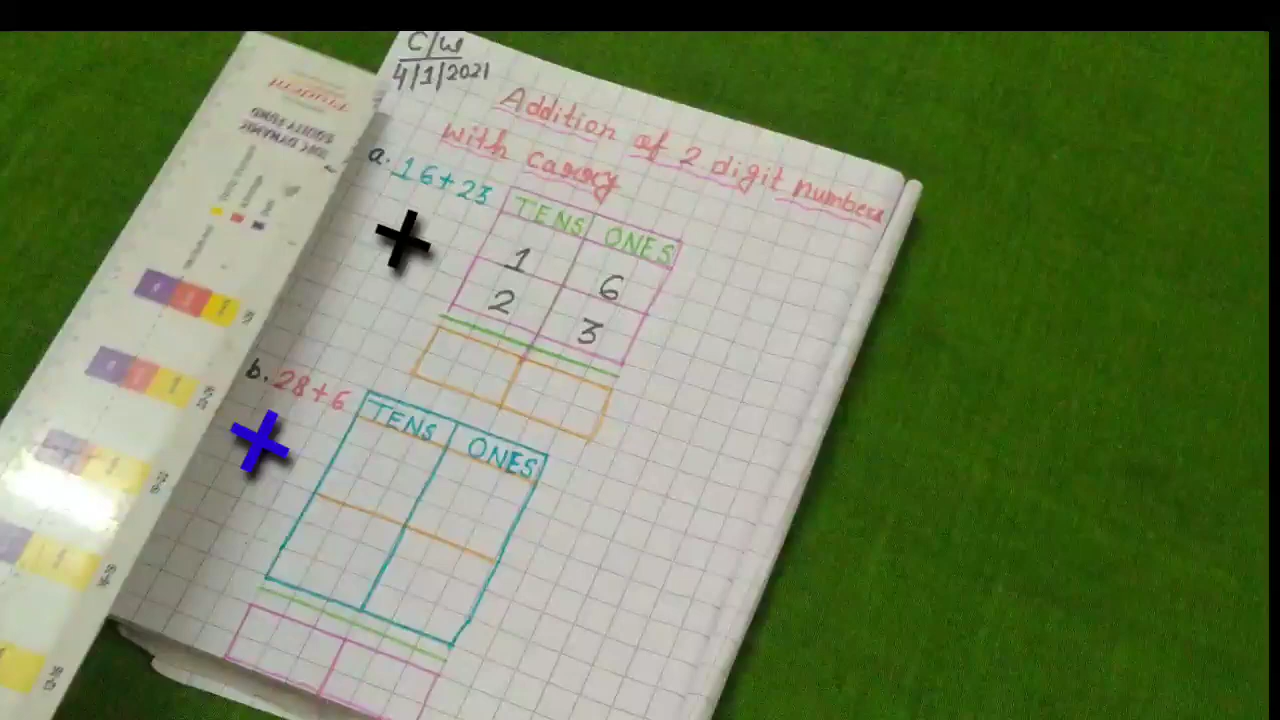 C/W
4/1/2021
Addition of 2 digit numbers
with carry
a. 16+23
TENS ONES
1 6
2 3
b. 28+6
TENS ONES